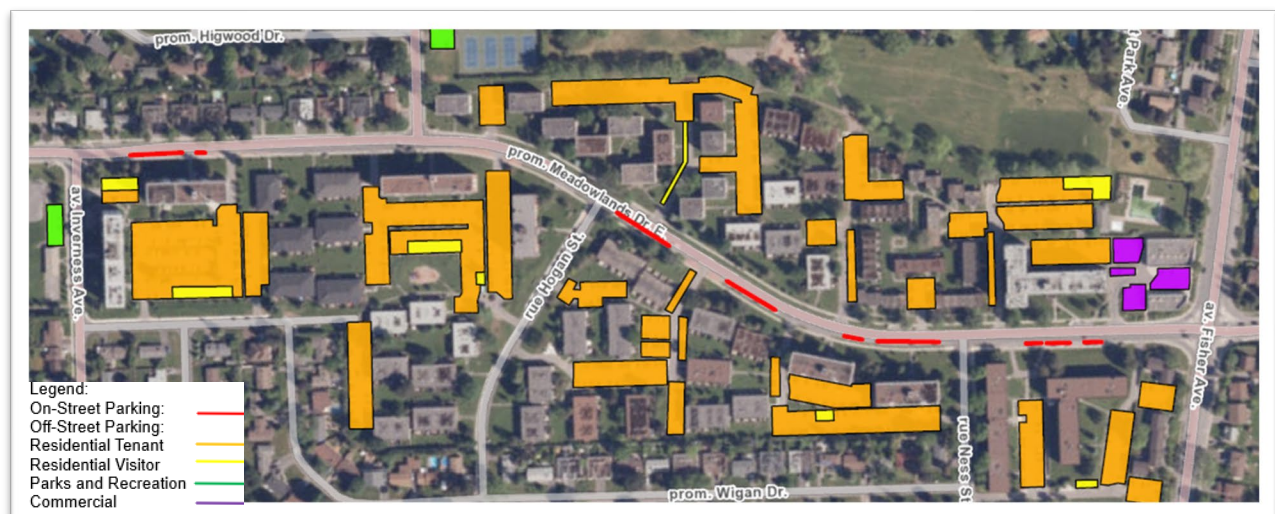 prom. Higwood Dr.
t Park Ave.
prom. Meadowlands Dr. E.
av. Inverness Ave.
rue Hogan St.
av. Fisher Ave.
rue Ness St
prom. Wigan Dr.
Legend:
On-Street Parking:
Off-Street Parking:
Residential Tenant
Residential Visitor
Parks and Recreation
Commercial